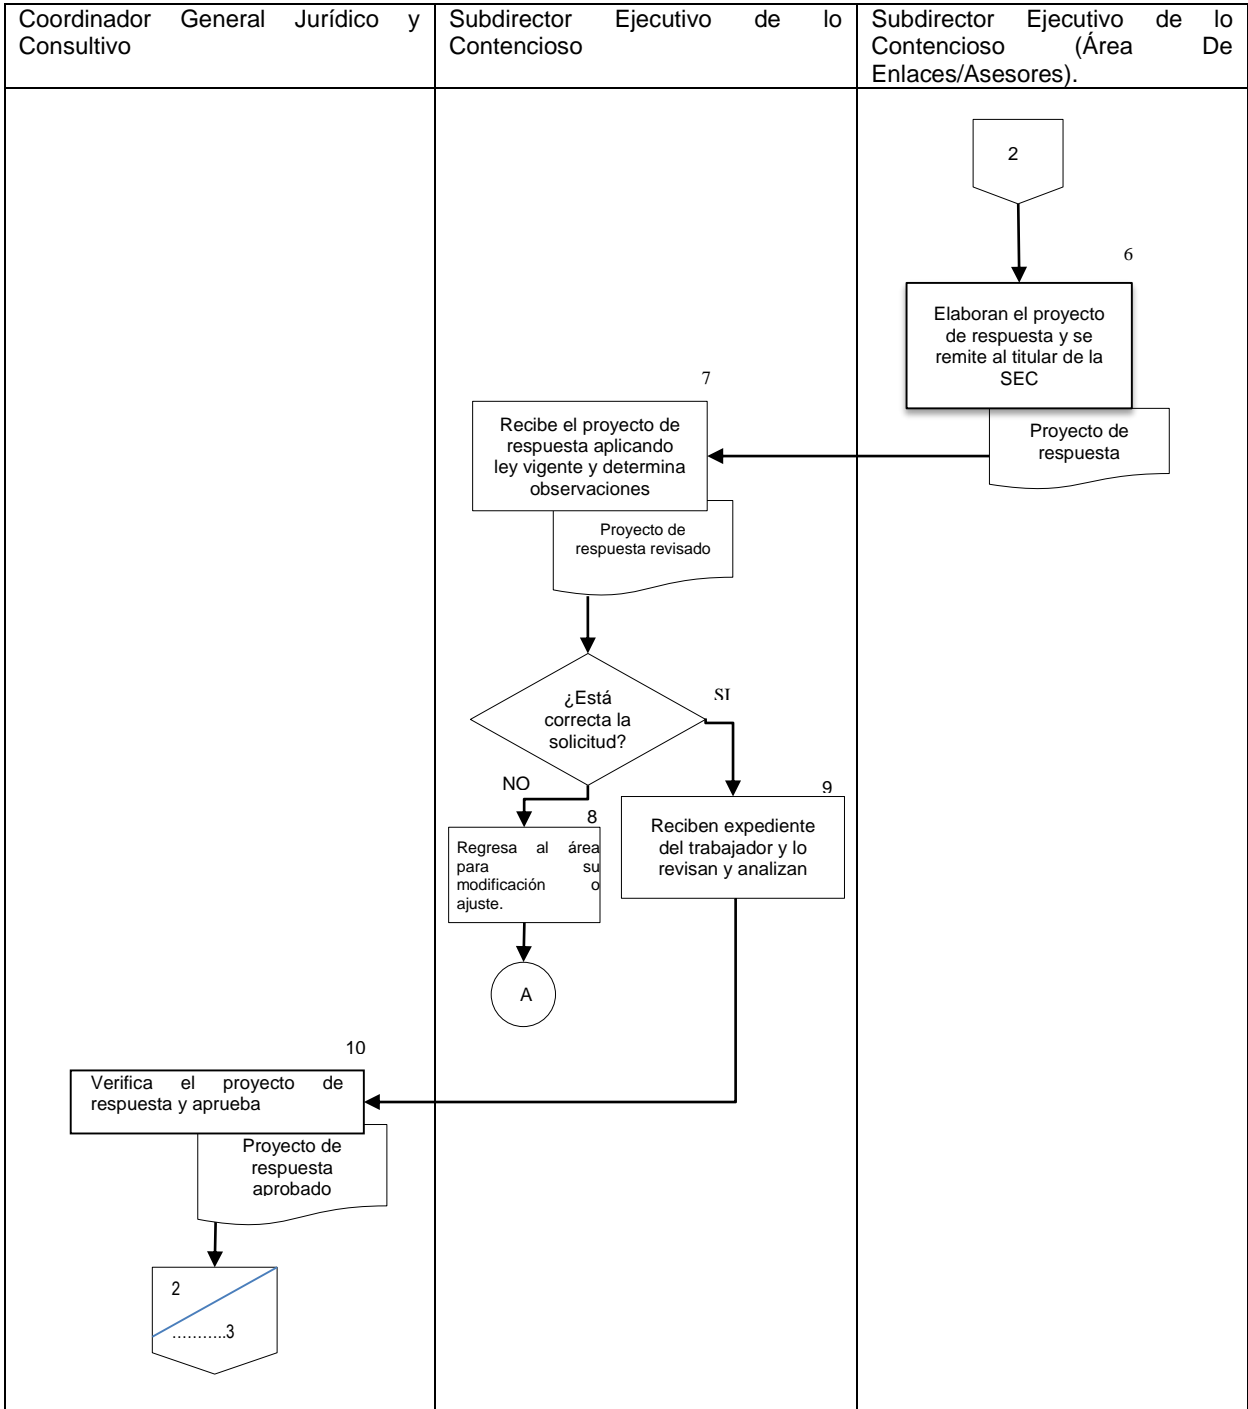 Coordinador General Jurídico y
Consultivo
Subdirector Ejecutivo de lo
Contencioso
Subdirector Ejecutivo de lo
Contencioso (Área De
Enlaces/Asesores).
2
6
Elaboran el proyecto
de respuesta y se
remite al titular de la
SEC
Proyecto de
respuesta
7
Recibe el proyecto de
respuesta aplicando
ley vigente y determina
observaciones
Proyecto de
respuesta revisado
¿Está
correcta la
solicitud?
SI
NO
8
Regresa al área
para su
modificación o
ajuste.
A
9
Reciben expediente
del trabajador y lo
revisan y analizan
10
Verifica el proyecto de
respuesta y aprueba
Proyecto de
respuesta
aprobado
2
...........3